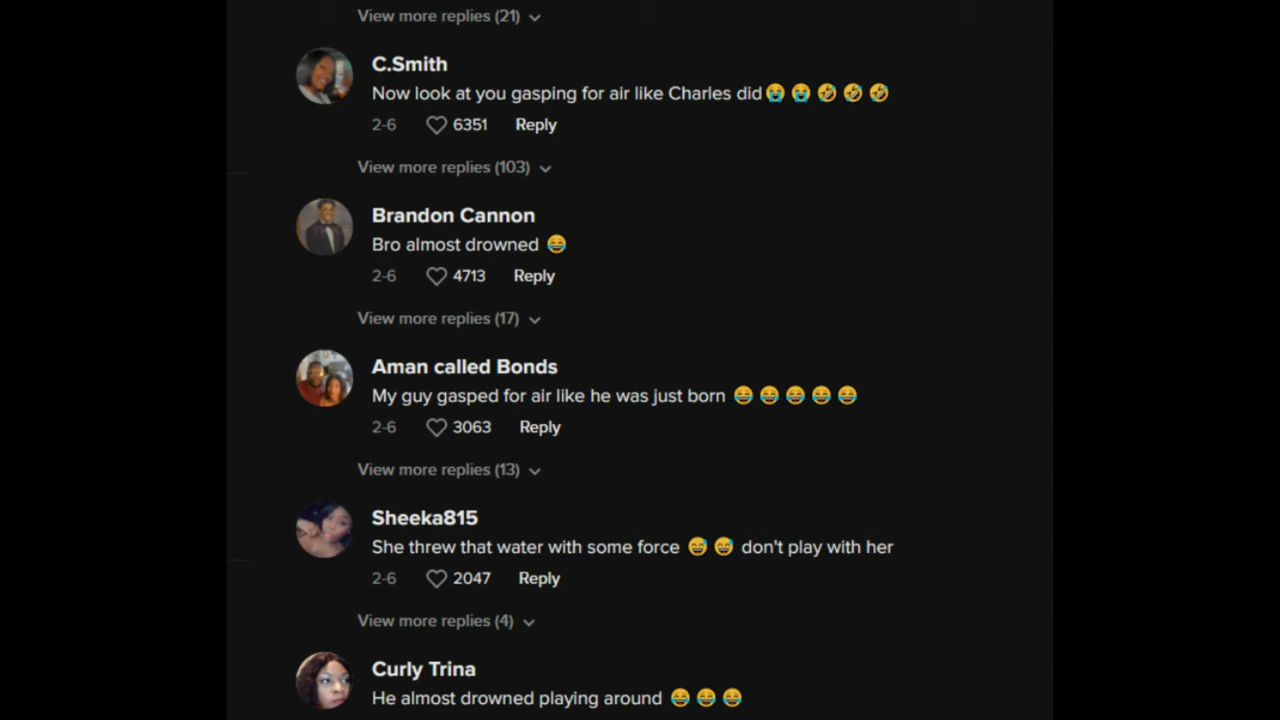 View more replies (21)
C.Smith
Now look at you gasping for air like Charles did😭😭🤣🤣🤣
2-6 6351 Reply
View more replies (103)
Brandon Cannon
Bro almost drowned 😂
2-6 4713 Reply
View more replies (17)
Aman called Bonds
My guy gasped for air like he was just born 😂😂😂😂😂
2-6 3063 Reply
View more replies (13)
Sheeka815
She threw that water with some force 😅😅 don't play with her
2-6 2047 Reply
View more replies (4)
Curly Trina
He almost drowned playing around 😂😂😂